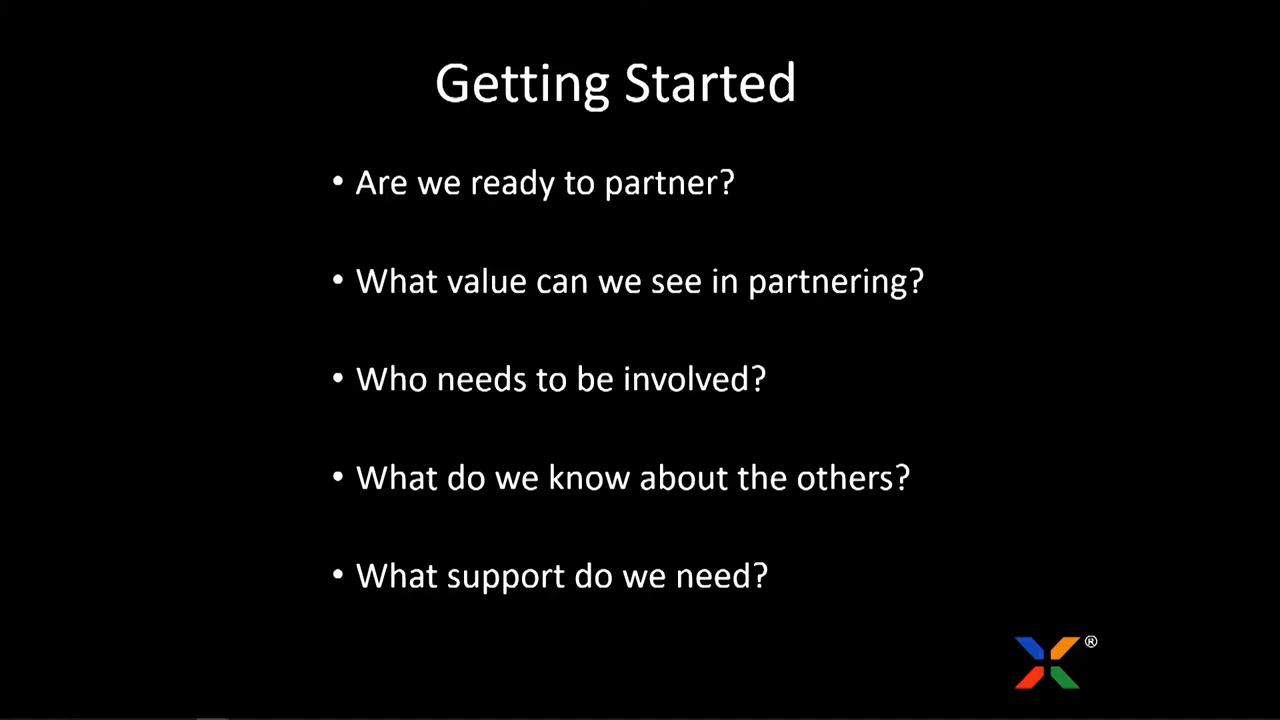 Getting Started
• Are we ready to partner?
• What value can we see in partnering?
• Who needs to be involved?
• What do we know about the others?
• What support do we need?
®